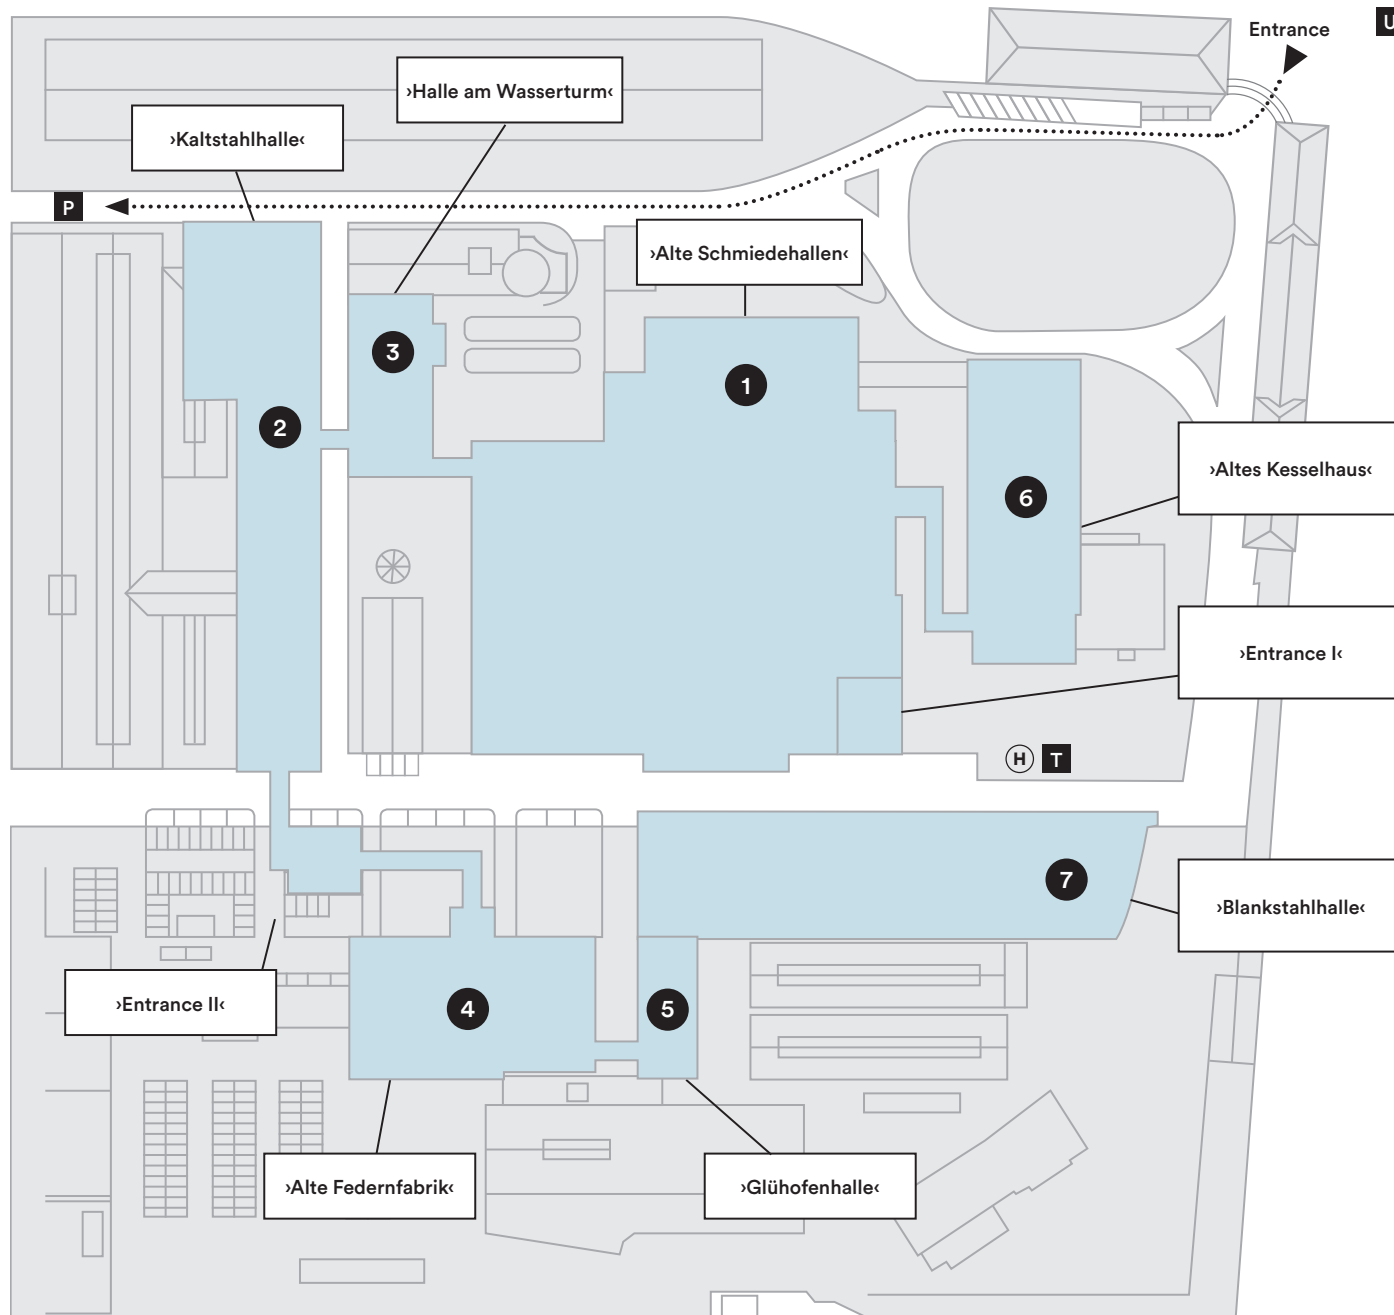 Entrance
U
›Halle am Wasserturm‹
›Kaltstahlhalle‹
P
›Alte Schmiedehallen‹
3
1
2
›Altes Kesselhaus‹
6
›Entrance I‹
H T
7
›Blankstahlhalle‹
›Entrance II‹
4
5
›Alte Federnfabrik‹
›Glühofenhalle‹